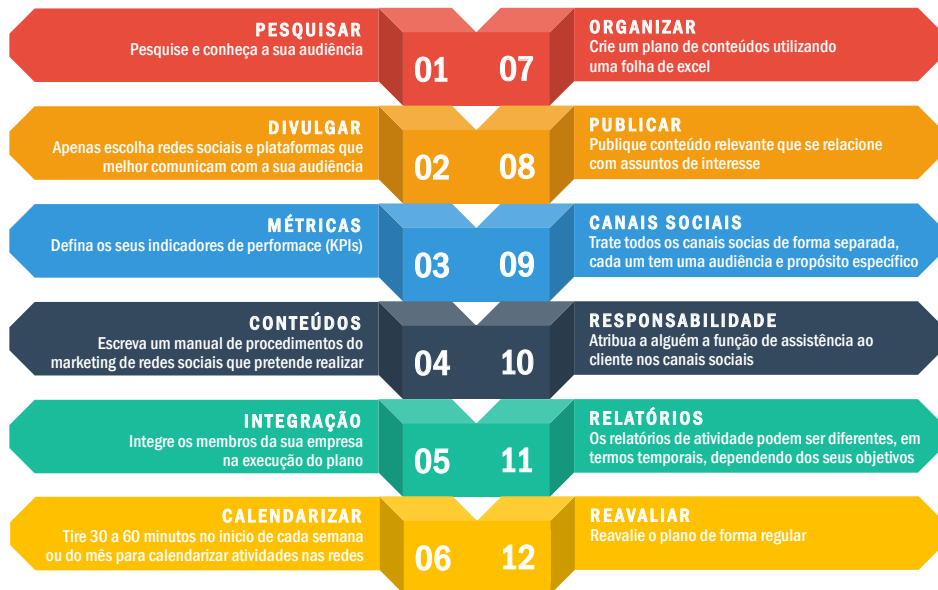 PESQUISAR
Pesquise e conheça a sua audiência
01
DIVULGAR
Apenas escolha redes sociais e plataformas que
melhor comunicam com a sua audiência
02
MÉTRICAS
Defina os seus indicadores de performace (KPIs)
03
CONTEÚDOS
Escreva um manual de procedimentos do
marketing de redes sociais que pretende realizar
04
INTEGRAÇÃO
Integre os membros da sua empresa
na execução do plano
05
CALENDARIZAR
Tire 30 a 60 minutos no inicio de cada semana
ou do mês para calendarizar atividades nas redes
06
07
ORGANIZAR
Crie um plano de conteúdos utilizando
uma folha de excel
08
PUBLICAR
Publique conteúdo relevante que se relacione
com assuntos de interesse
09
CANAIS SOCIAIS
Trate todos os canais socias de forma separada,
cada um tem uma audiência e propósito específico
10
RESPONSABILIDADE
Atribua a alguém a função de assistência ao
cliente nos canais sociais
11
RELATÓRIOS
Os relatórios de atividade podem ser diferentes, em
termos temporais, dependendo dos seus objetivos
12
REAVALIAR
Reavalie o plano de forma regular